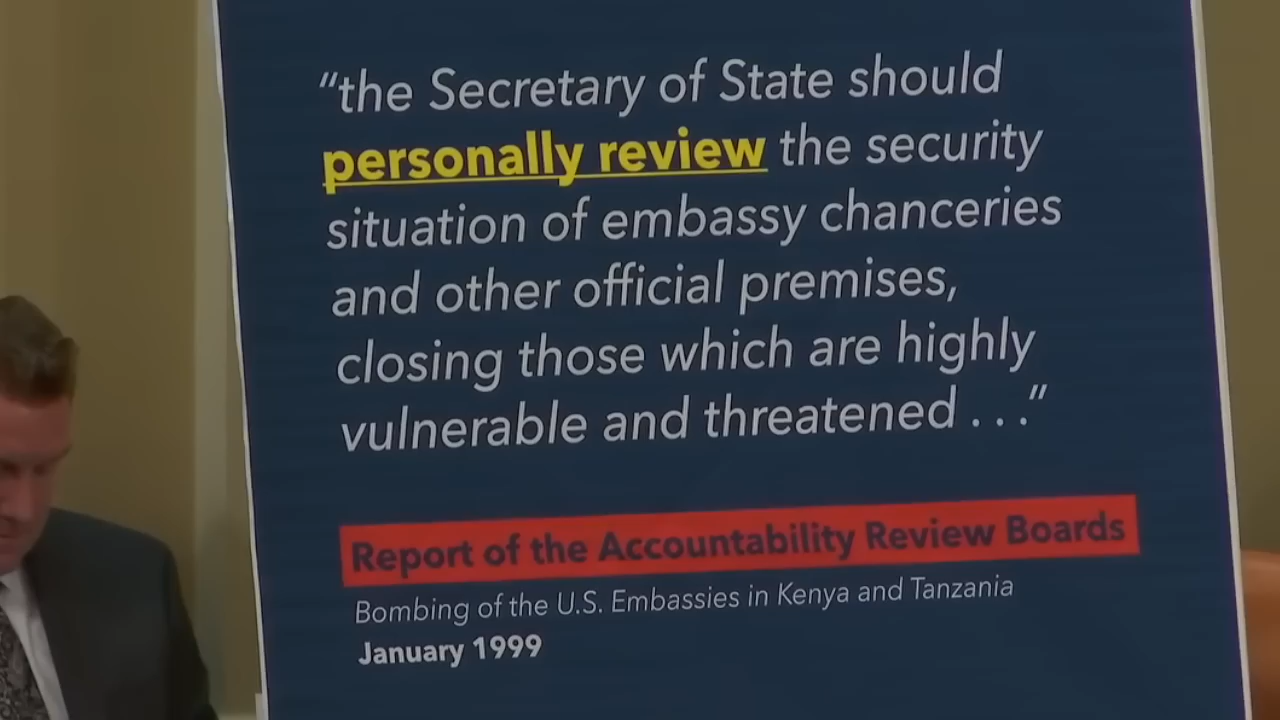 “the Secretary of State should
personally review the security
situation of embassy chanceries
and other official premises,
closing those which are highly
vulnerable and threatened . . .”
Report of the Accountability Review Boards
Bombing of the U.S. Embassies in Kenya and Tanzania
January 1999